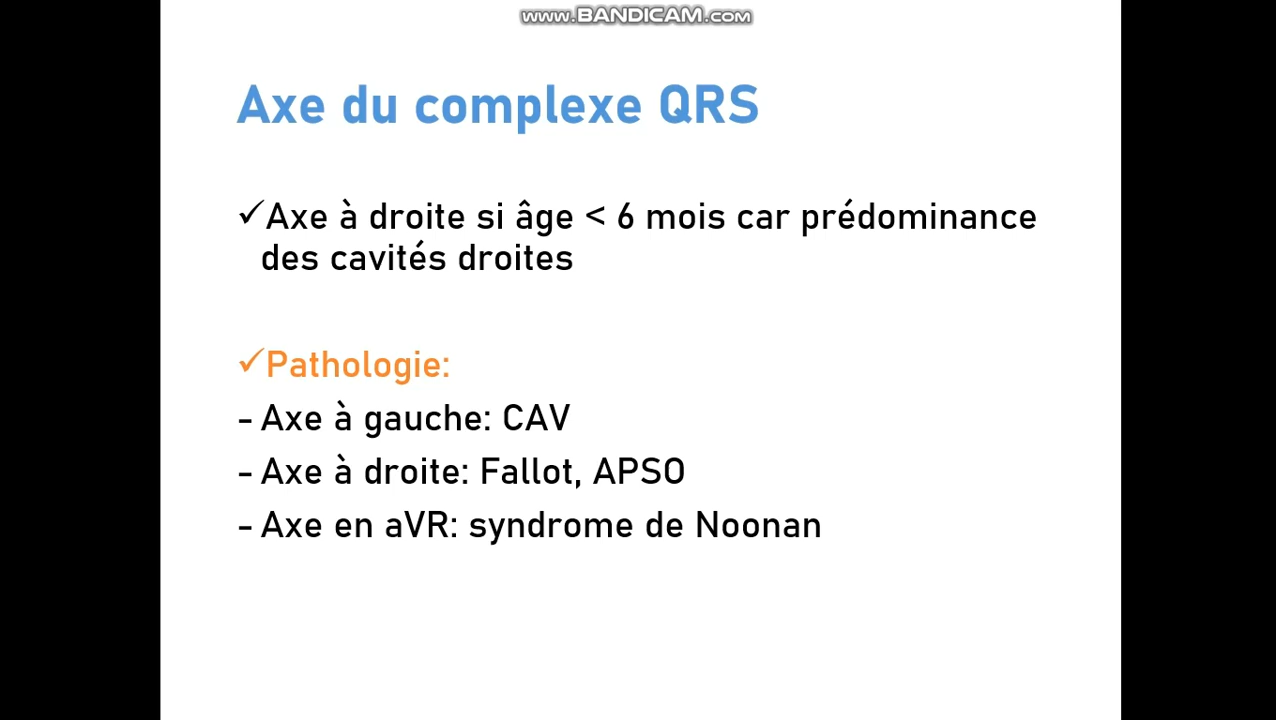 www.BANDICAM.com
Axe du complexe QRS
✓Axe à droite si âge < 6 mois car prédominance
des cavités droites
✓Pathologie:
- Axe à gauche: CAV
- Axe à droite: Fallot, APSO
- Axe en aVR: syndrome de Noonan